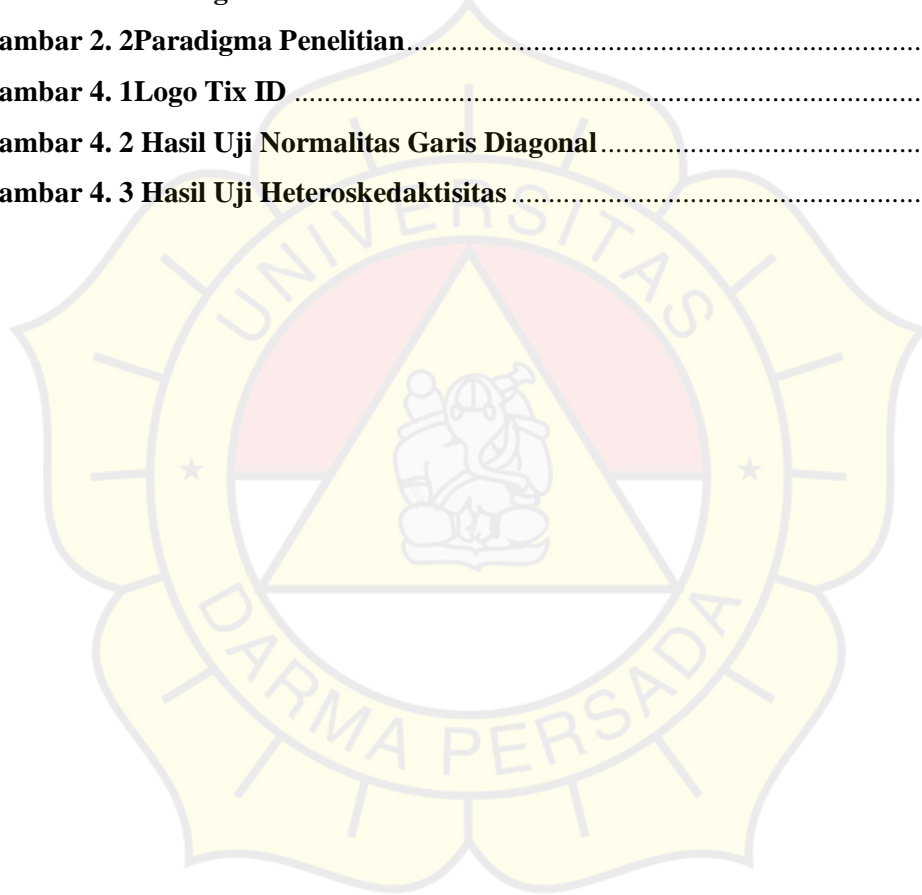 ambar 2. 2Paradigma Penelitian
ambar 4. 1Logo Tix ID
ambar 4. 2 Hasil Uji Normalitas Garis Diagonal
ambar 4. 3 Hasil Uji Heteroskedaktisitas
UNIVERSITAS
DARMA PERSADA